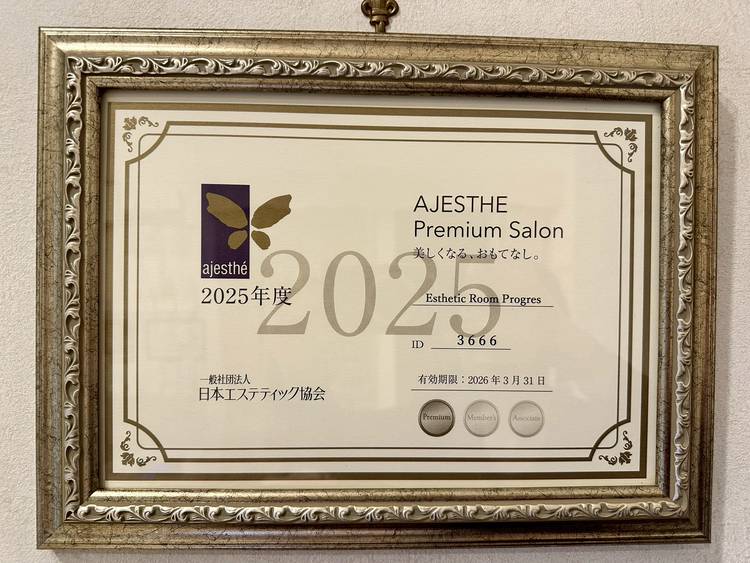 ajesthé
2025年度
2025
AJESTHE
Premium Salon
美しくなる、おもてなし。
Esthetic Room Progres
ID 3666
一般社団法人
日本エステティック協会
有効期限：2026年3月31日
Premium Member's Associate